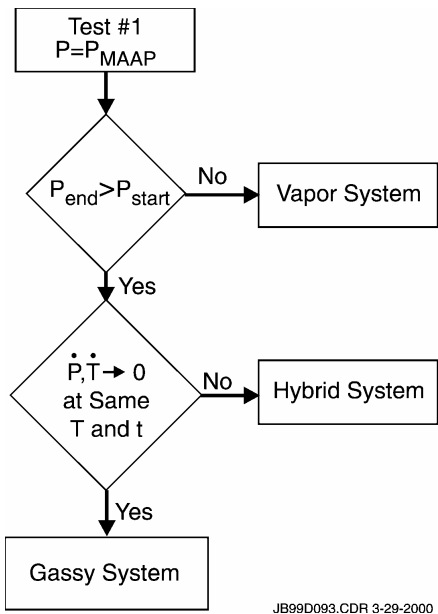 Test #1
P=P_MAAP
P_end>P_start
No
Vapor System
Yes
Ṗ,Ṫ→ 0
at Same
T and t
No
Hybrid System
Yes
Gassy System
JB99D093.CDR 3-29-2000